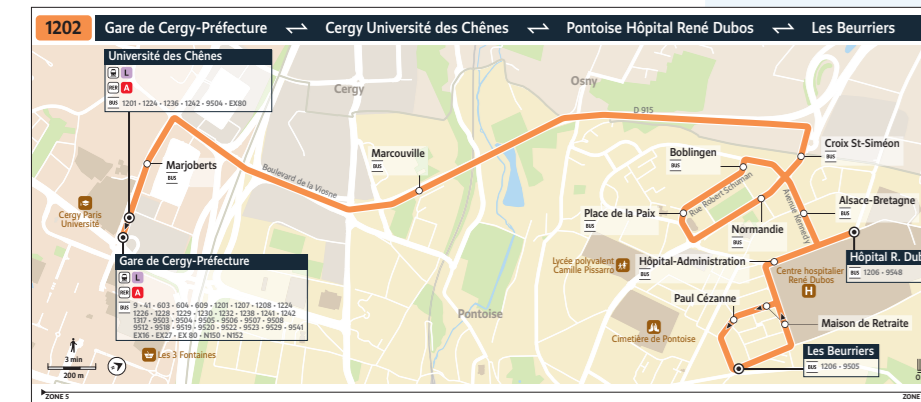 1202 Gare de Cergy-Préfecture Cergy Université des Chênes Pontoise Hôpital René Dubos Les Beurriers
Université des Chênes
L
RER A
BUS 1201 • 1224 • 1236 • 1242 • 9504 • EX80
Cergy
Osny
D 915
Marjoberts
BUS
Boulevard de la Viosne
Marcouville
BUS
Boblingen
BUS
Croix St-Siméon
BUS
Rue Robert Schuman
Avenue Kennedy
Alsace-Bretagne
BUS
Place de la Paix
BUS
Normandie
BUS
Cergy Paris
Université
Gare de Cergy-Préfecture
L
RER A
BUS 9 • 41 • 603 • 604 • 609 • 1201 • 1207 • 1208 • 1224
1226 • 1228 • 1229 • 1230 • 1232 • 1238 • 1241 • 1242
1317 • 9503 • 9504 • 9505 • 9506 • 9507 • 9508
9512 • 9518 • 9519 • 9520 • 9522 • 9523 • 9529 • 9541
EX16 • EX27 • EX 80 • N150 • N152
Lycée polyvalent
Camille Pissarro
Hôpital-Administration
BUS
Hôpital R. Dub
BUS 1206 • 9548
Centre hospitalier
René Dubos
H
Pontoise
Paul Cézanne
BUS
Maison de Retraite
BUS
Cimetière de Pontoise
Les Beurriers
BUS 1206 • 9505
Les 3 Fontaines
3 min
200 m
0
ZONE 5
ZONE